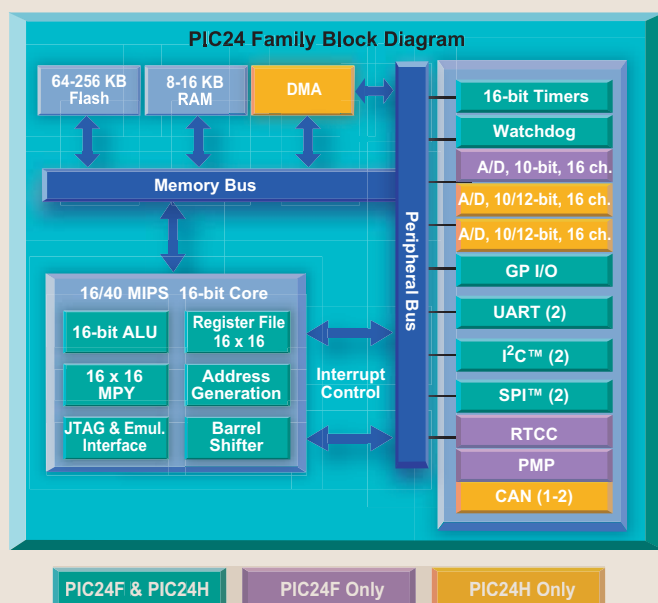 PIC24 Family Block Diagram
64-256 KB
Flash
8-16 KB
RAM
DMA
Memory Bus
Peripheral Bus
16/40 MIPS 16-bit Core
16-bit ALU
Register File
16 x 16
16 x 16
MPY
Address
Generation
JTAG & Emul.
Interface
Barrel
Shifter
Interrupt
Control
16-bit Timers
Watchdog
A/D, 10-bit, 16 ch.
A/D, 10/12-bit, 16 ch.
A/D, 10/12-bit, 16 ch.
GP I/O
UART (2)
I²C™ (2)
SPI™ (2)
RTCC
PMP
CAN (1-2)
PIC24F & PIC24H
PIC24F Only
PIC24H Only